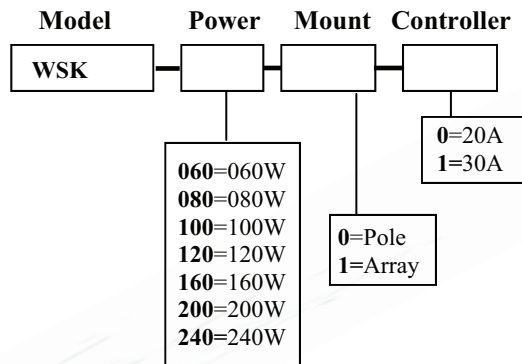 Model Power Mount Controller
WSK
0=20A
1=30A
060=060W
080=080W
100=100W
120=120W
160=160W
200=200W
240=240W
0=Pole
1=Array